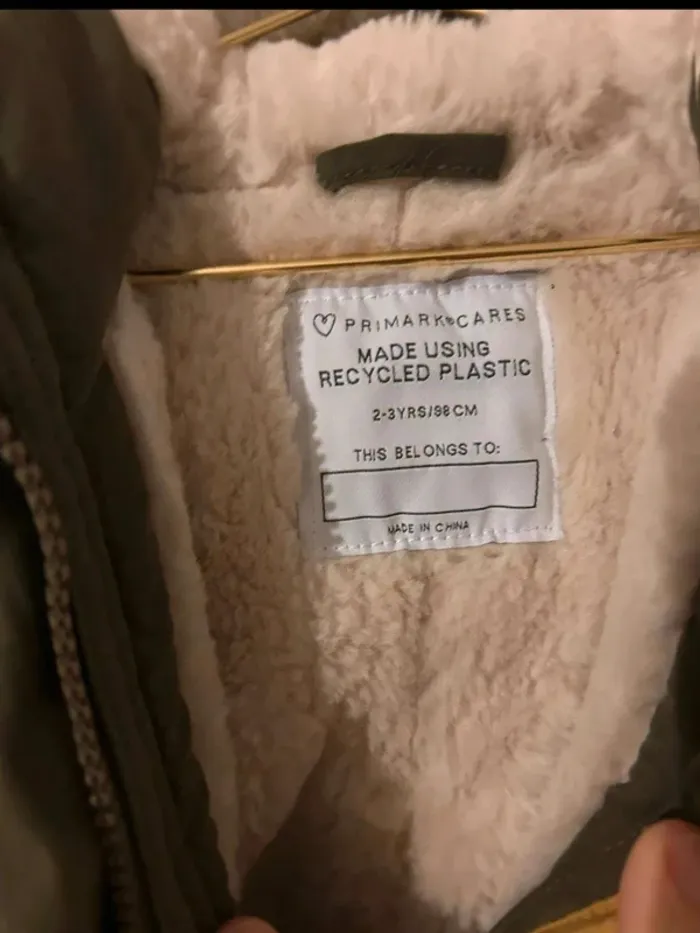 PRIMARK CARES
MADE USING
RECYCLED PLASTIC
2-3YRS/98CM
THIS BELONGS TO:
MADE IN CHINA